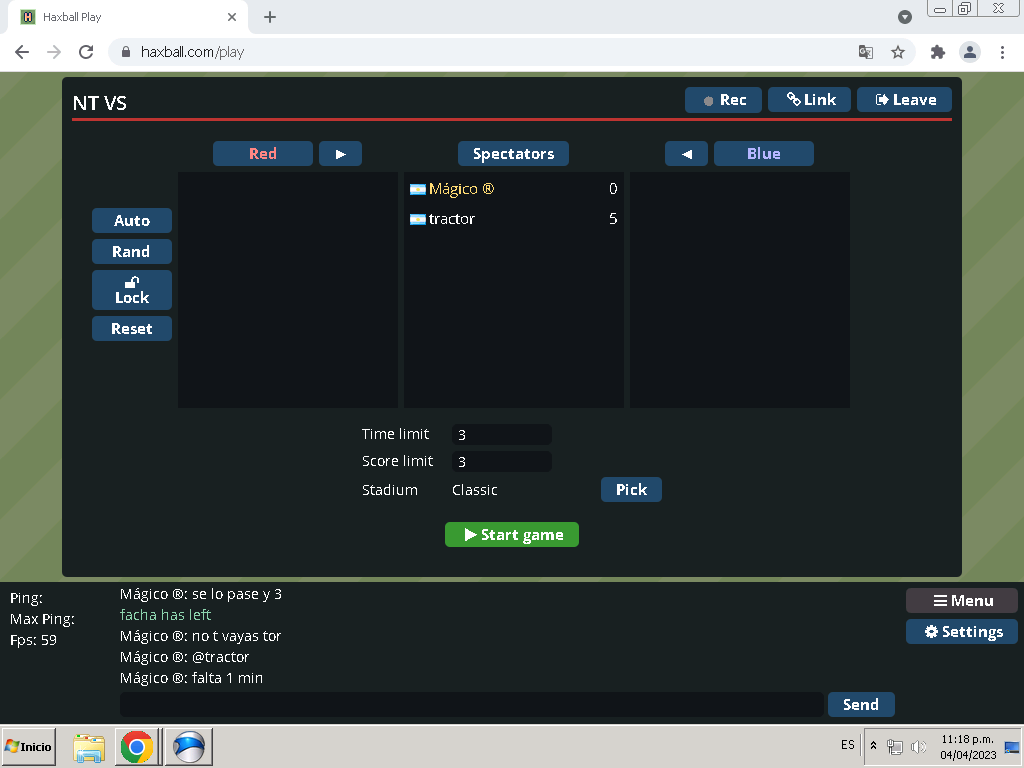 Haxball Play
haxball.com/play
NT VS
Rec
Link
Leave
Red
Spectators
Blue
Mágico ® 0
tractor 5
Auto
Rand
Lock
Reset
Time limit 3
Score limit 3
Stadium Classic Pick
Start game
Ping:
Max Ping:
Fps: 59
Mágico ®: se lo pase y 3
facha has left
Mágico ®: no t vayas tor
Mágico ®: @tractor
Mágico ®: falta 1 min
Menu
Settings
Send
Inicio
ES
11:18 p.m.
04/04/2023